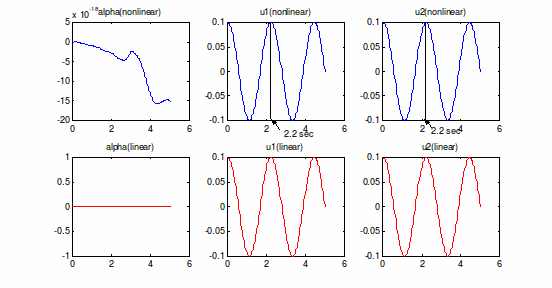 x 10^-18 alpha(nonlinear) u1(nonlinear) u2(nonlinear)
5 0.1 0.1
0 0.05 0.05
-5 0 0
-10
-15 -0.05 -0.05
-20 -0.1 -0.1
0 2 4 6 0 2 4 6 0 2 4 6
2.2 sec 2.2 sec
alpha(linear) u1(linear) u2(linear)
1 0.1 0.1
0.5 0.05 0.05
0 0 0
-0.5 -0.05 -0.05
-1 -0.1 -0.1
0 2 4 6 0 2 4 6 0 2 4 6